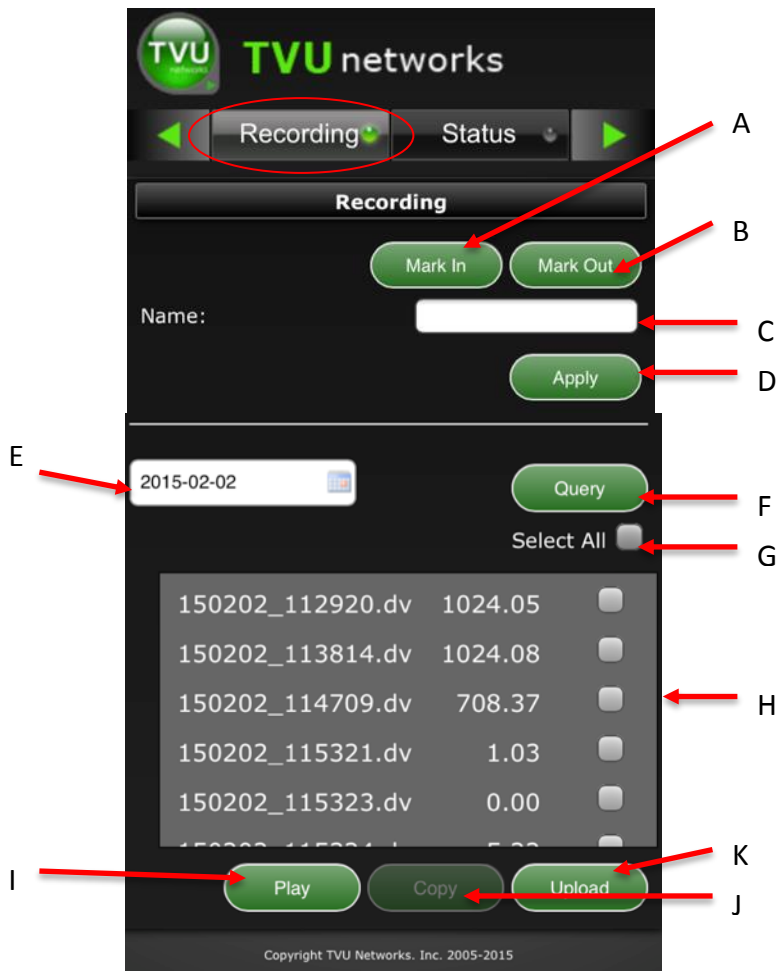 TVU networks
TVU networks
Recording Status
A
Recording
B
Mark In Mark Out
Name:
C
Apply
D
E
2015-02-02
Query
F
Select All
G
150202_112920.dv 1024.05
150202_113814.dv 1024.08
H
150202_114709.dv 708.37
150202_115321.dv 1.03
150202_115323.dv 0.00
K
I
Play Copy Upload
J
Copyright TVU Networks. Inc. 2005-2015